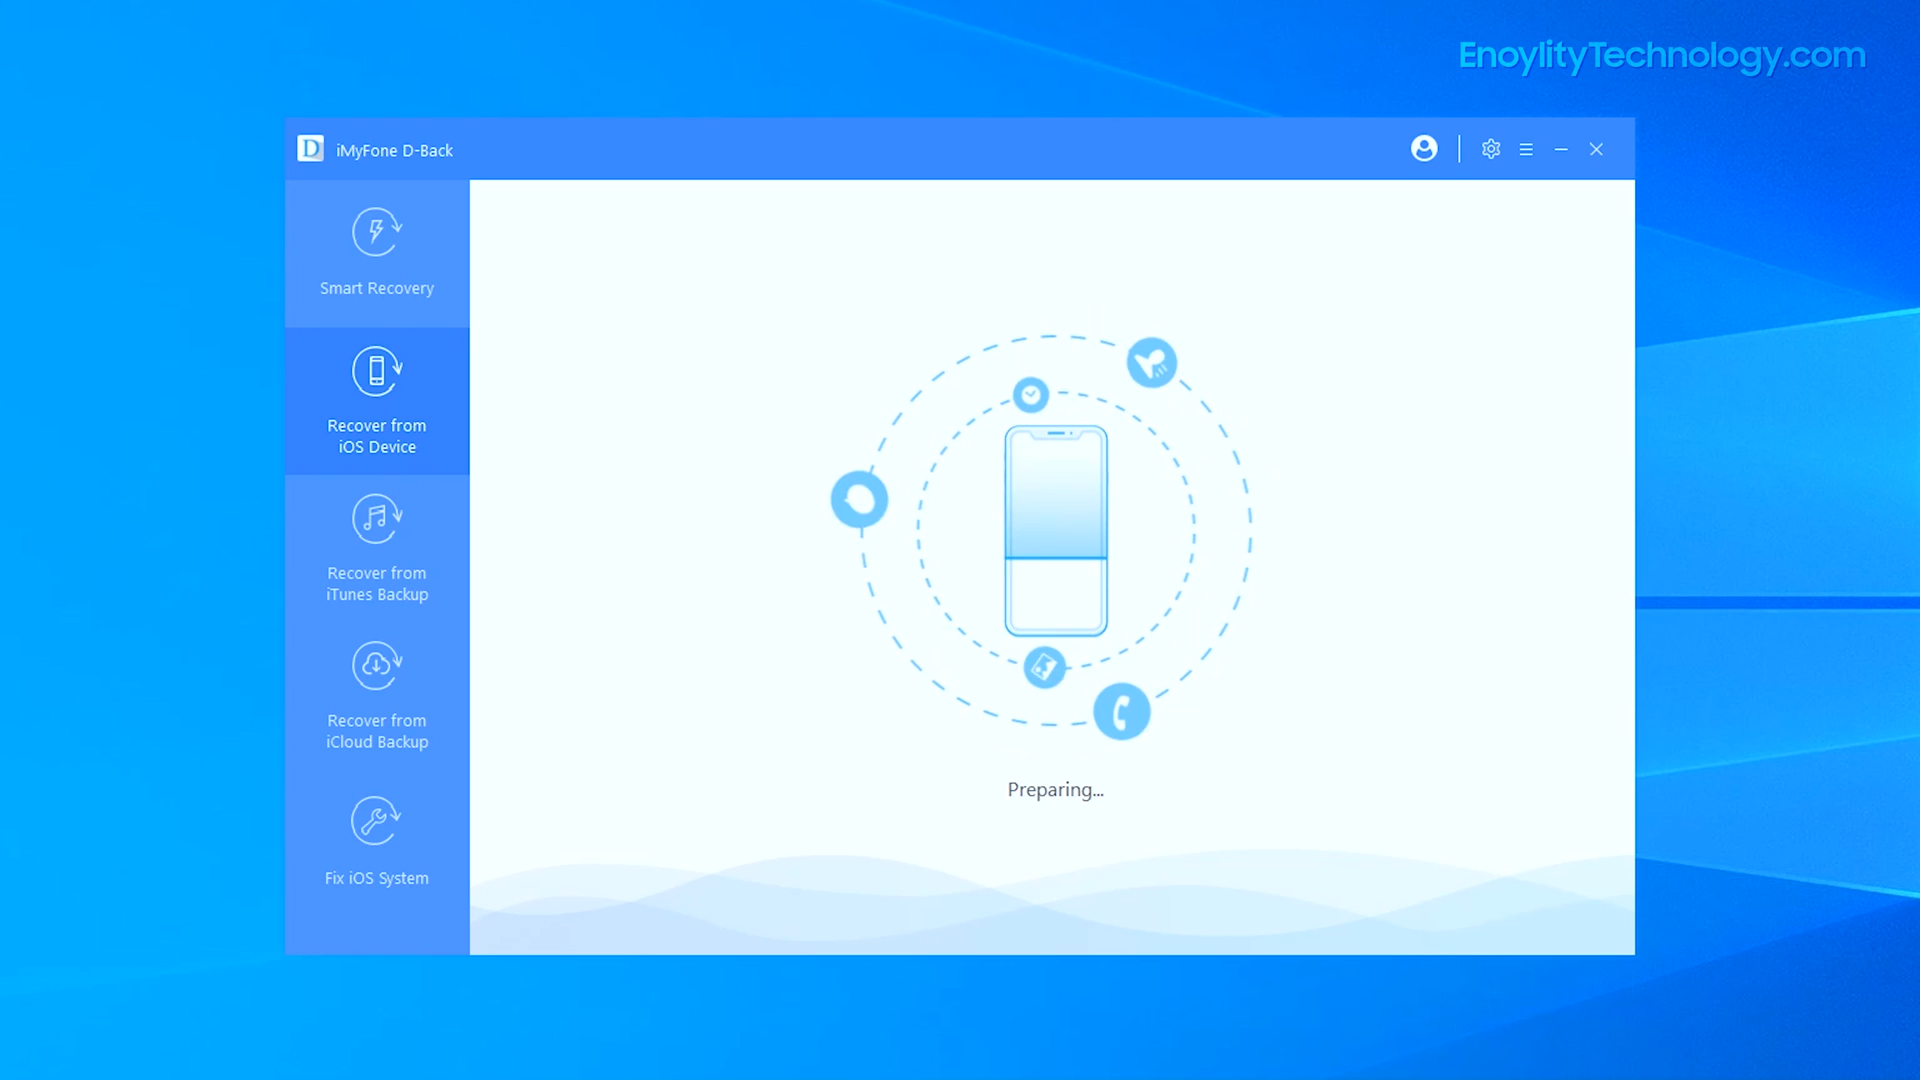 EnoylityTechnology.com
D iMyFone D-Back
Smart Recovery
Recover from
iOS Device
Recover from
iTunes Backup
Recover from
iCloud Backup
Fix iOS System
Preparing...